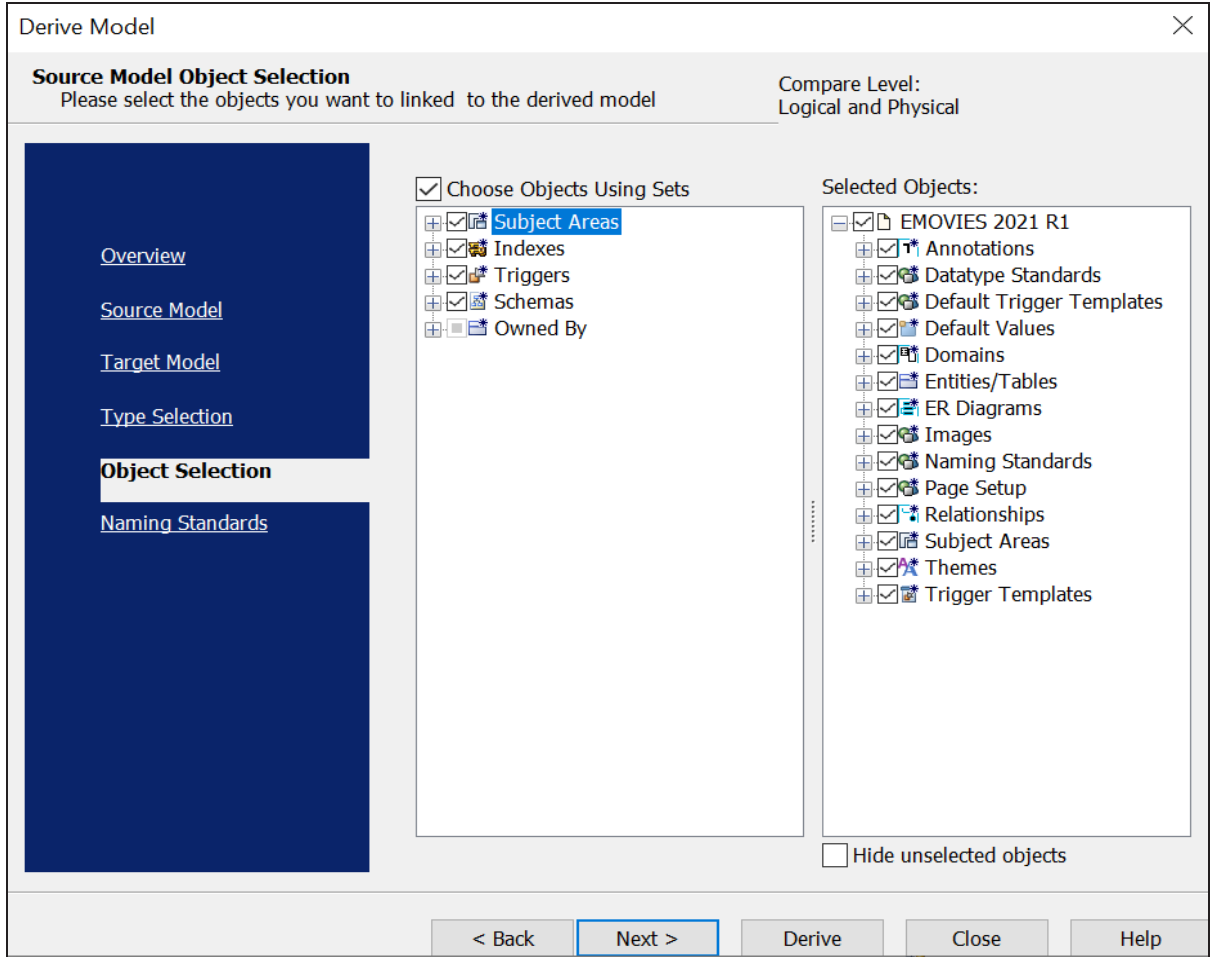 Derive Model
Source Model Object Selection
Please select the objects you want to linked  to the derived model
Compare Level:
Logical and Physical
Overview
Source Model
Target Model
Type Selection
Object Selection
Naming Standards
Choose Objects Using Sets
Subject Areas
Indexes
Triggers
Schemas
Owned By
Selected Objects:
EMOVIES 2021 R1
Annotations
Datatype Standards
Default Trigger Templates
Default Values
Domains
Entities/Tables
ER Diagrams
Images
Naming Standards
Page Setup
Relationships
Subject Areas
Themes
Trigger Templates
Hide unselected objects
< Back
Next >
Derive
Close
Help